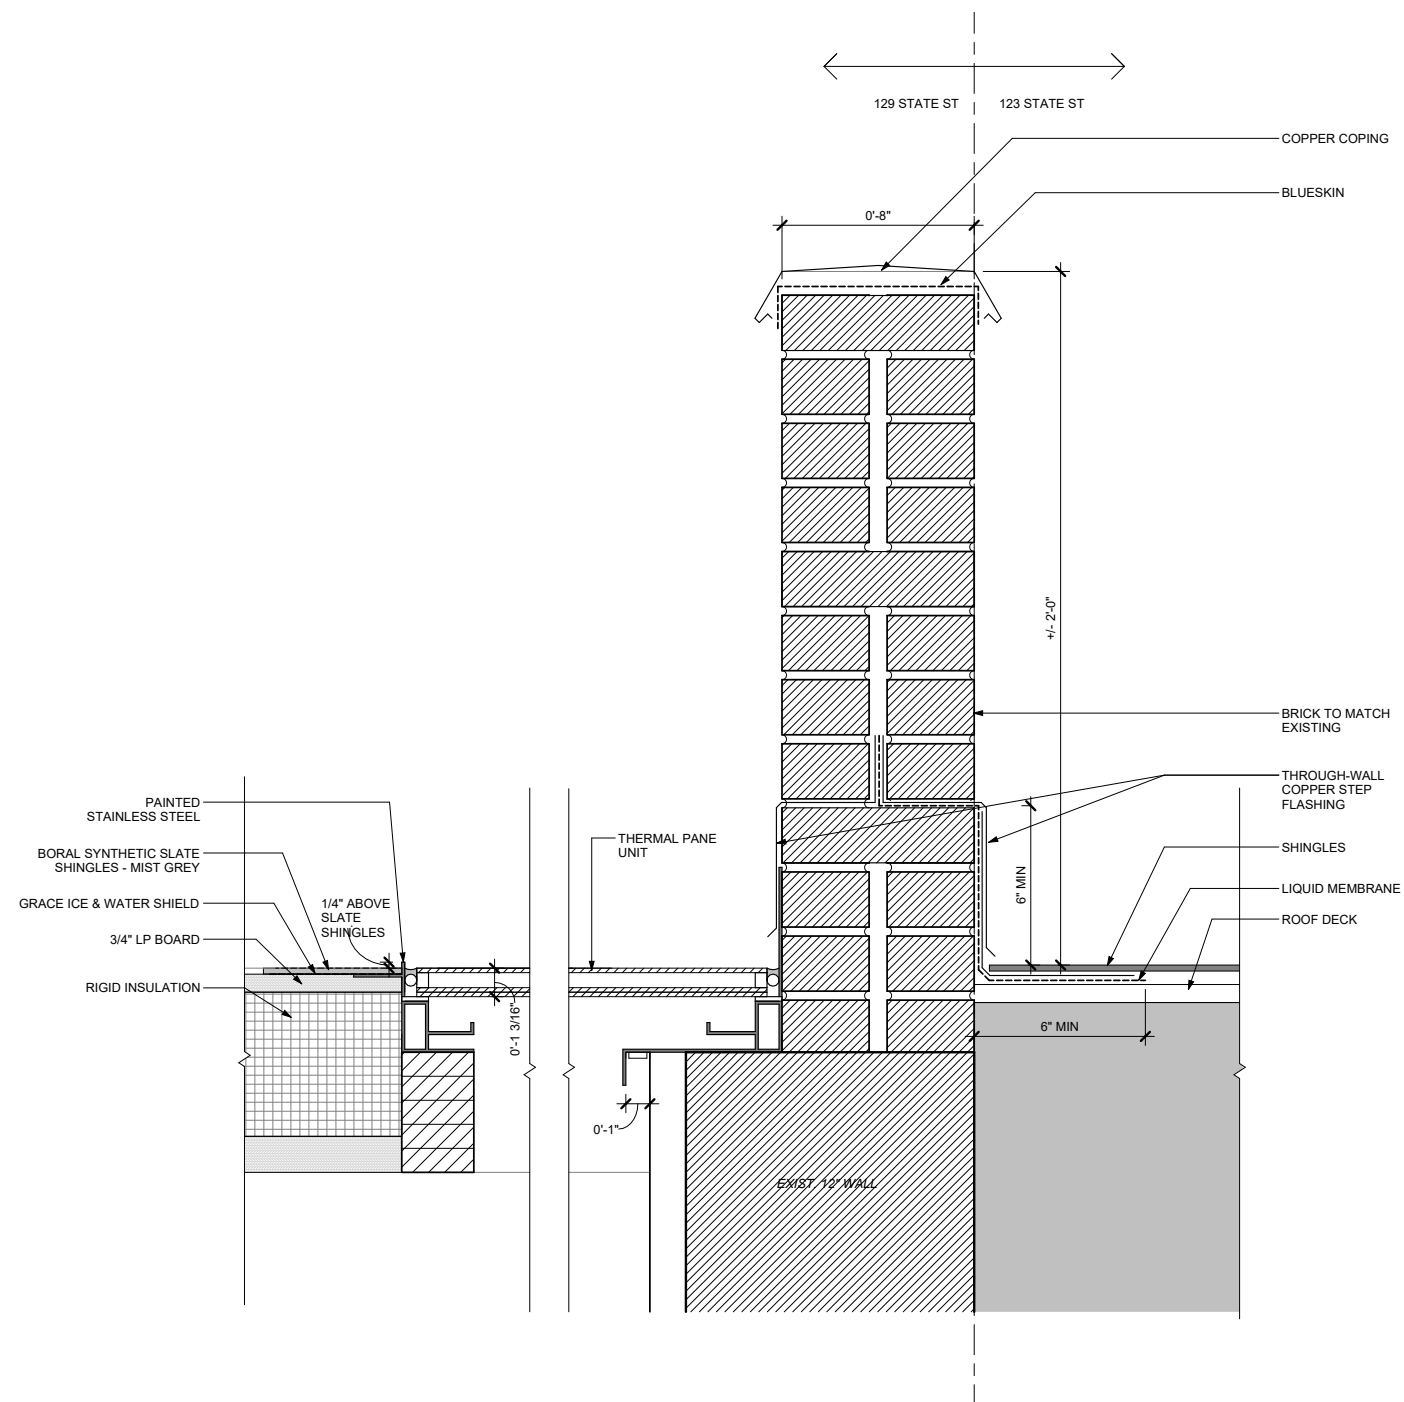 129 STATE ST
123 STATE ST
COPPER COPING
BLUESKIN
0'-8"
+/- 2'-0"
BRICK TO MATCH
EXISTING
THROUGH-WALL
COPPER STEP
FLASHING
PAINTED
STAINLESS STEEL
THERMAL PANE
UNIT
BORAL SYNTHETIC SLATE
SHINGLES - MIST GREY
SHINGLES
6" MIN
LIQUID MEMBRANE
GRACE ICE & WATER SHIELD
1/4" ABOVE
SLATE
SHINGLES
ROOF DECK
3/4" LP BOARD
RIGID INSULATION
0'-1 3/16"
6" MIN
0'-1"
EXIST. 12" WALL